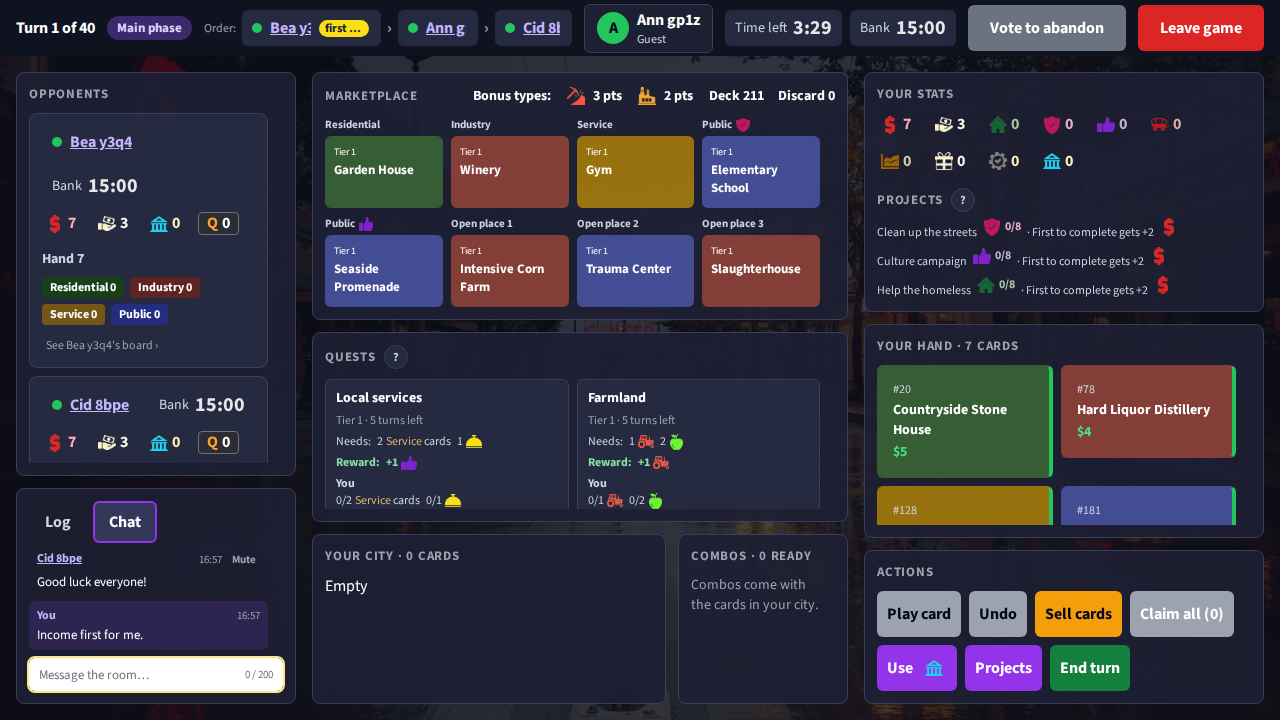 Turn 1 of 40
Main phase
Order:
Bea y3
first ...
›
Ann g
›
Cid 8l
A
Ann gp1z
Guest
Time left 3:29
Bank 15:00
Vote to abandon
Leave game
OPPONENTS
Bea y3q4
Bank 15:00
$ 7 3 0 Q 0
Hand 7
Residential 0 Industry 0
Service 0 Public 0
See Bea y3q4's board ›
Cid 8bpe Bank 15:00
$ 7 3 0 Q 0
Log Chat
Cid 8bpe 16:57 Mute
Good luck everyone!
You 16:57
Income first for me.
Message the room… 0 / 200
MARKETPLACE Bonus types: 3 pts 2 pts Deck 211 Discard 0
Residential Industry Service Public
Tier 1
Garden House
Tier 1
Winery
Tier 1
Gym
Tier 1
Elementary
School
Public Open place 1 Open place 2 Open place 3
Tier 1
Seaside
Promenade
Tier 1
Intensive Corn
Farm
Tier 1
Trauma Center
Tier 1
Slaughterhouse
QUESTS ?
Local services
Tier 1 · 5 turns left
Needs: 2 Service cards 1
Reward: +1
You
0/2 Service cards 0/1
Farmland
Tier 1 · 5 turns left
Needs: 1 2
Reward: +1
You
0/1 0/2
YOUR CITY · 0 CARDS
Empty
COMBOS · 0 READY
Combos come with
the cards in your city.
YOUR STATS
$ 7 3 0 0 0 0
0 0 0 0
PROJECTS ?
Clean up the streets 0/8 · First to complete gets +2 $
Culture campaign 0/8 · First to complete gets +2 $
Help the homeless 0/8 · First to complete gets +2 $
YOUR HAND · 7 CARDS
#20
Countryside Stone
House
$5
#78
Hard Liquor Distillery
$4
#128
#181
ACTIONS
Play card Undo Sell cards Claim all (0)
Use Projects End turn